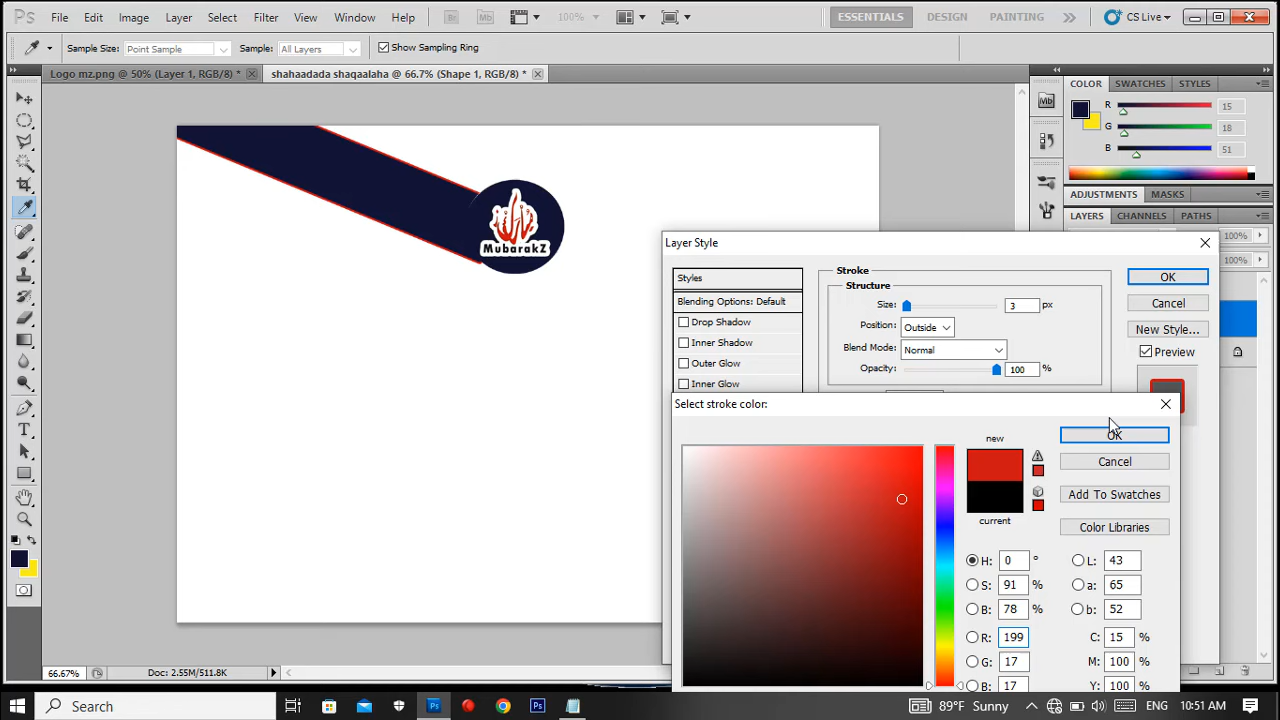 Ps File Edit Image Layer Select Filter View Window Help Br Mb 100% ESSENTIALS DESIGN PAINTING CS Live
Sample Size: Point Sample Sample: All Layers Show Sampling Ring
Logo mz.png @ 50% (Layer 1, RGB/8) * shahaadada shaqaalaha @ 66.7% (Shape 1, RGB/8) *
COLOR SWATCHES STYLES
Mb
R 15
G 18
B 51
ADJUSTMENTS MASKS
LAYERS CHANNELS PATHS
100%
100%
MubarakZ
Layer Style
Styles
Blending Options: Default
Drop Shadow
Inner Shadow
Outer Glow
Inner Glow
Stroke
Structure
Size: 3 px
Position: Outside
Blend Mode: Normal
Opacity: 100 %
OK
Cancel
New Style...
Preview
Select stroke color:
new
current
OK
Cancel
Add To Swatches
Color Libraries
H: 0 °
S: 91 %
B: 78 %
R: 199
G: 17
B: 17
L: 43
a: 65
b: 52
C: 15 %
M: 100 %
Y: 100 %
66.67% Doc: 2.55M/511.8K
Search Ps 89°F Sunny ENG 10:51 AM